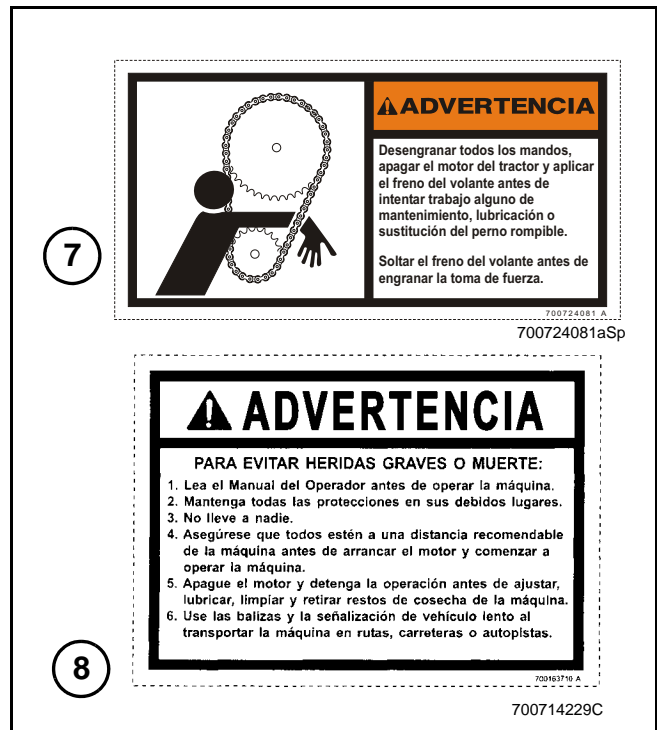 ADVERTENCIA
Desengranar todos los mandos,
apagar el motor del tractor y aplicar
el freno del volante antes de
intentar trabajo alguno de
mantenimiento, lubricación o
sustitución del perno rompible.
Soltar el freno del volante antes de
engranar la toma de fuerza.
7
700724081 A
700724081aSp
ADVERTENCIA
PARA EVITAR HERIDAS GRAVES O MUERTE:
1. Lea el Manual del Operador antes de operar la máquina.
2. Mantenga todas las protecciones en sus debidos lugares.
3. No lleve a nadie.
4. Asegúrese que todos estén a una distancia recomendable
de la máquina antes de arrancar el motor y comenzar a
operar la máquina.
5. Apague el motor y detenga la operación antes de ajustar,
lubricar, limpiar y retirar restos de cosecha de la máquina.
6. Use las balizas y la señalización de vehículo lento al
transportar la máquina en rutas, carreteras o autopistas.
8
700163710 A
700714229C